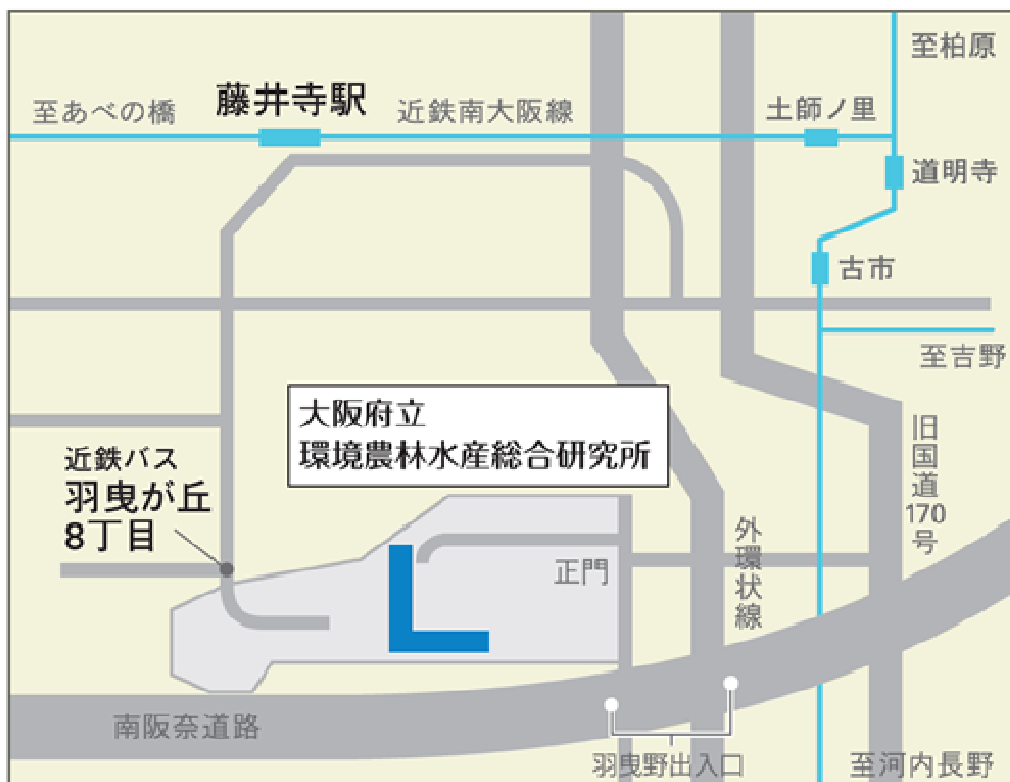 至柏原
至あべの橋
藤井寺駅
近鉄南大阪線
土師ノ里
道明寺
古市
至吉野
大阪府立
環境農林水産総合研究所
近鉄バス
羽曳が丘
8丁目
旧国道170号
外環状線
正門
南阪奈道路
羽曳野出入口
至河内長野